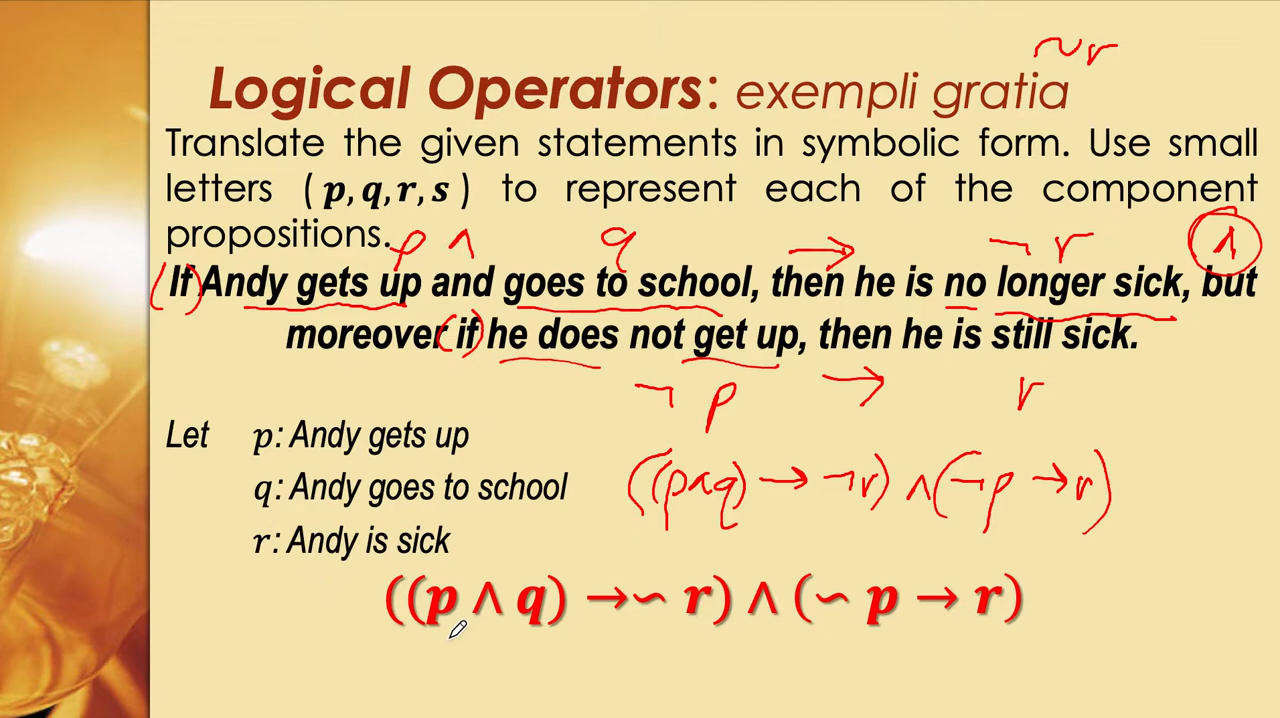 ~r
Logical Operators: exempli gratia
Translate the given statements in symbolic form. Use small
letters (p, q, r, s) to represent each of the component
propositions.
p ∧ q → ¬ r ∧
If Andy gets up and goes to school, then he is no longer sick, but
moreover if he does not get up, then he is still sick.
¬ p → r
Let p: Andy gets up
q: Andy goes to school
r: Andy is sick
((p∧q) → ¬r) ∧ (¬p → r)
((p ∧ q) →∽ r) ∧ (∽ p → r)